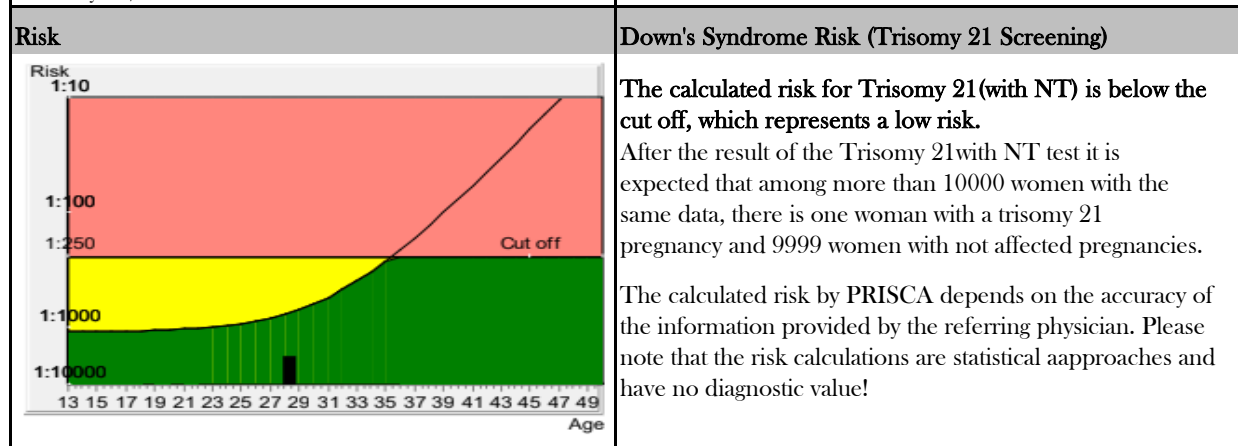 Risk
Down's Syndrome Risk (Trisomy 21 Screening)
Risk
1:10
1:100
1:250
Cut off
1:1000
1:10000
13 15 17 19 21 23 25 27 29 31 33 35 37 39 41 43 45 47 49
Age
The calculated risk for Trisomy 21(with NT) is below the
cut off, which represents a low risk.
After the result of the Trisomy 21with NT test it is
expected that among more than 10000 women with the
same data, there is one woman with a trisomy 21
pregnancy and 9999 women with not affected pregnancies.
The calculated risk by PRISCA depends on the accuracy of
the information provided by the referring physician. Please
note that the risk calculations are statistical aapproaches and
have no diagnostic value!